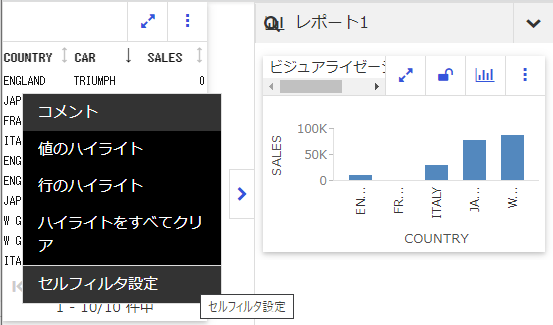 COUNTRY CAR SALES
ENGLAND TRIUMPH 0
JAP
FRA
ITA
ENG
ENG
JAP
W G
W G
ITA
コメント
値のハイライト
行のハイライト
ハイライトをすべてクリ
ア
セルフィルタ設定
1 - 10/10 件中
セルフィルタ設定
レポート1
ビジュアライゼーシ
SALES
100K
50K
0
EN...
FR...
ITALY
JA...
W...
COUNTRY